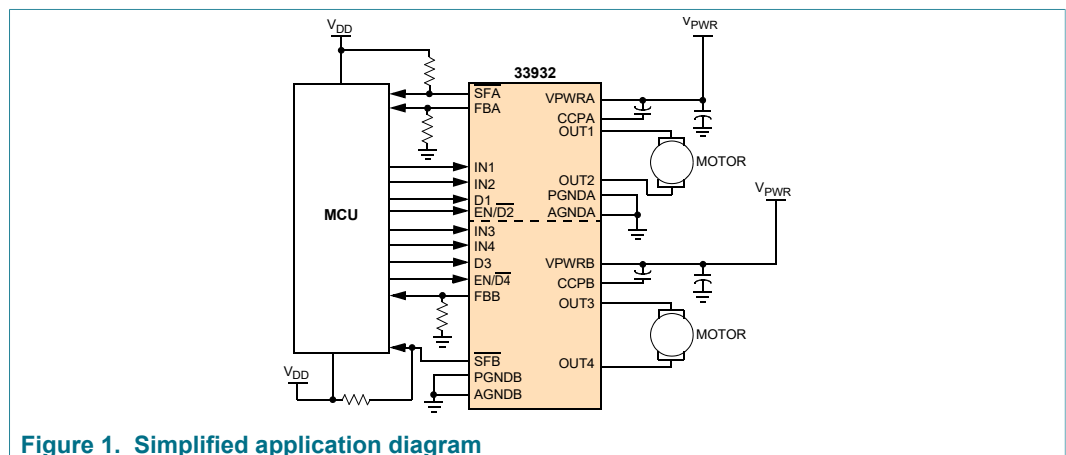 VDD
VPWR
33932
SFA
FBA
VPWRA
CCPA
OUT1
MOTOR
IN1
IN2
D1
EN/D2
OUT2
PGNDA
AGNDA
VPWR
MCU
IN3
IN4
D3
EN/D4
FBB
VPWRB
CCPB
OUT3
MOTOR
OUT4
SFB
PGNDB
AGNDB
VDD
Figure 1. Simplified application diagram